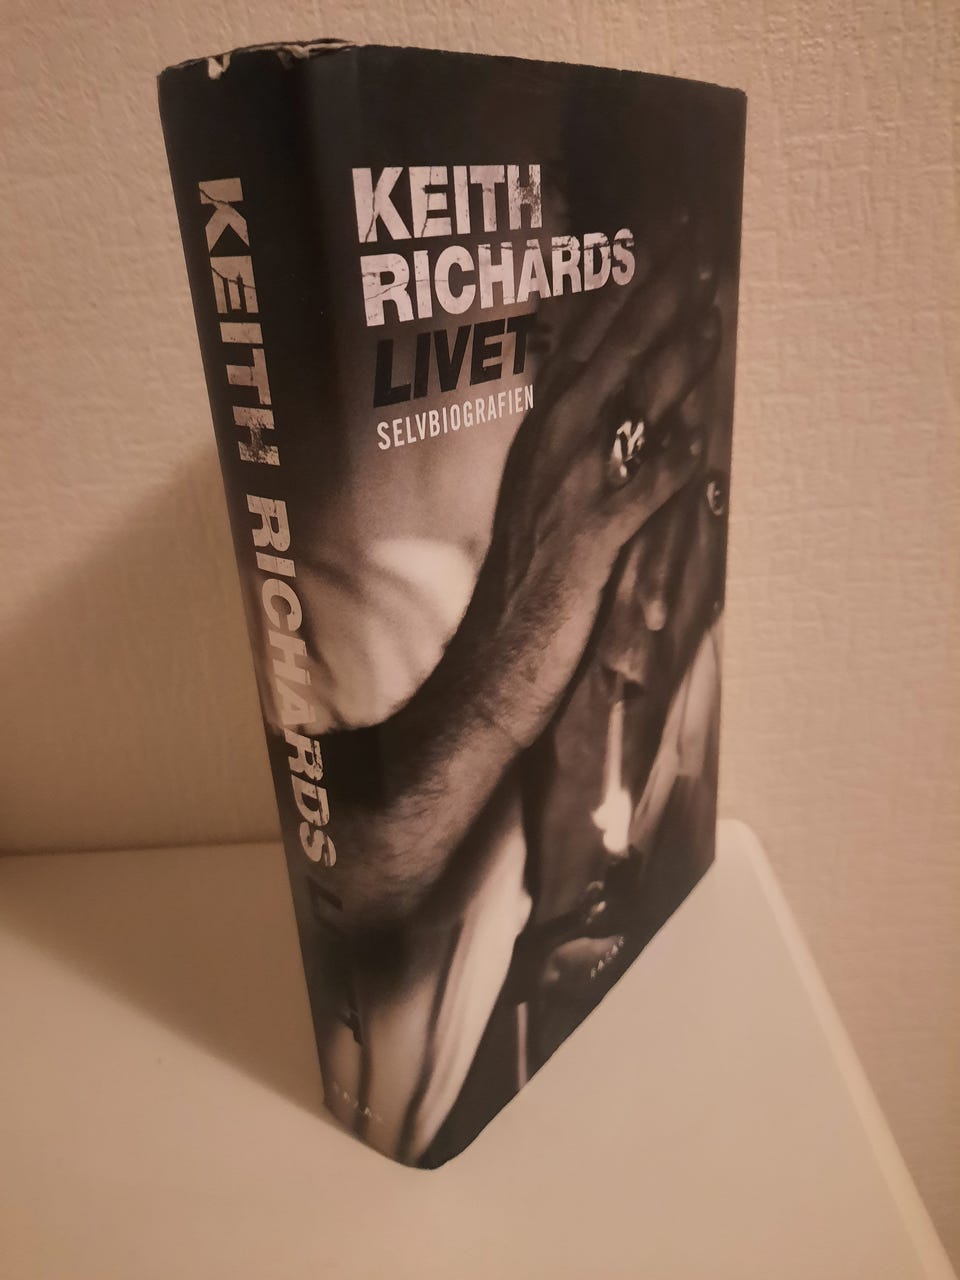 KEITH
RICHARDS
LIVET
SELVBIOGRAFIEN
KEITH RICHARDS